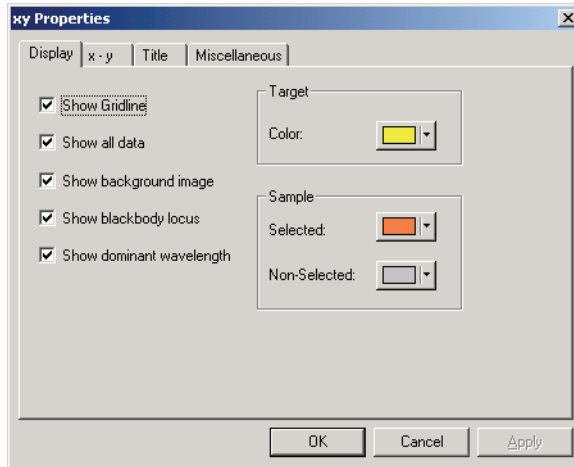 xy Properties
Display
x - y
Title
Miscellaneous
Show Gridline
Show all data
Show background image
Show blackbody locus
Show dominant wavelength
Target
Color:
Sample
Selected:
Non-Selected:
OK
Cancel
Apply